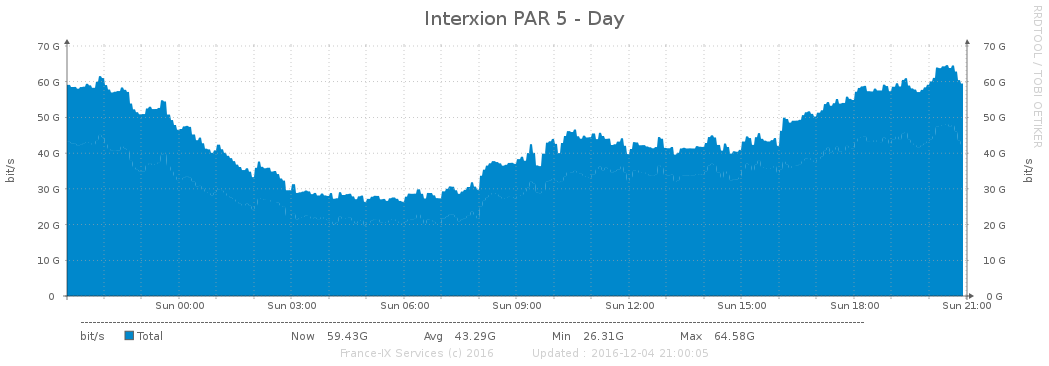 Interxion PAR 5 - Day
RRDTOOL / TOBI OETIKER
70 G 70 G
60 G 60 G
50 G 50 G
40 G 40 G
30 G 30 G
20 G 20 G
10 G 10 G
0 0 G
bit/s bit/s
Sun 00:00 Sun 03:00 Sun 06:00 Sun 09:00 Sun 12:00 Sun 15:00 Sun 18:00 Sun 21:00
bit/s Total Now 59.43G Avg 43.29G Min 26.31G Max 64.58G
France-IX Services (c) 2016 Updated : 2016-12-04 21:00:05